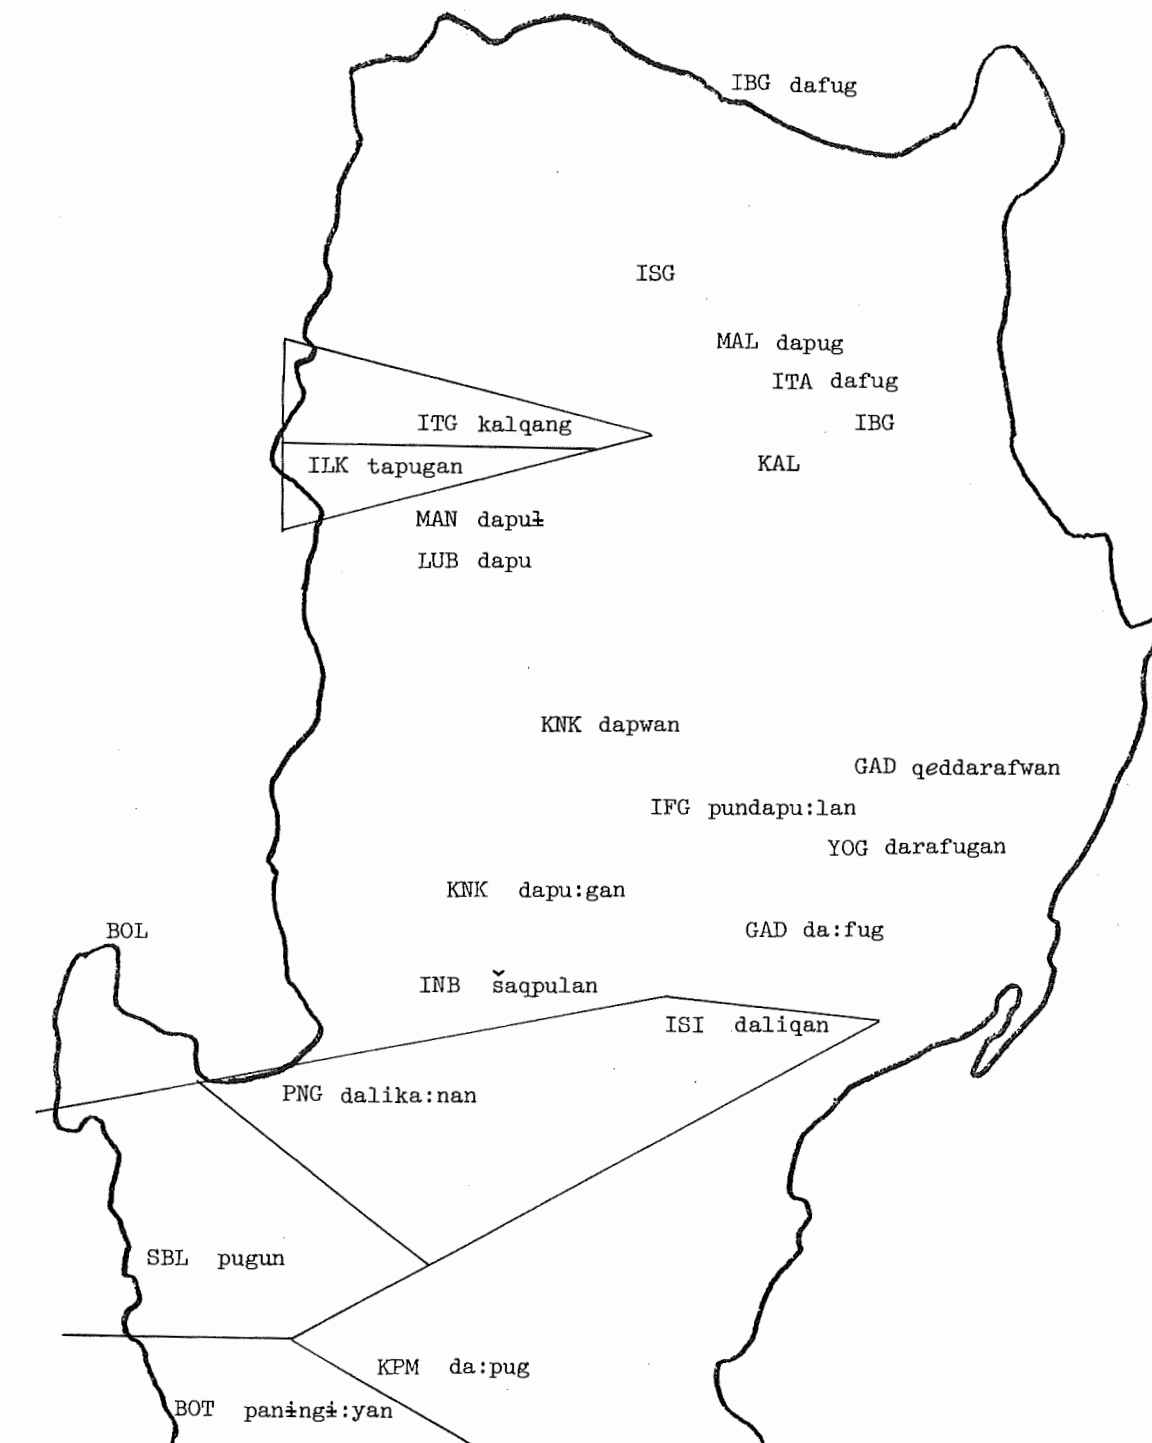 IBG dafug
ISG
MAL dapug
ITA dafug
ITG kalqang
IBG
ILK tapugan
KAL
MAN dapuɫ
LUB dapu
KNK dapwan
GAD qeddarafwan
IFG pundapu:lan
YOG darafugan
KNK dapu:gan
BOL
GAD da:fug
INB šaqpulan
ISI daliqan
PNG dalika:nan
SBL pugun
KPM da:pug
BOT panɨngɨ:yan